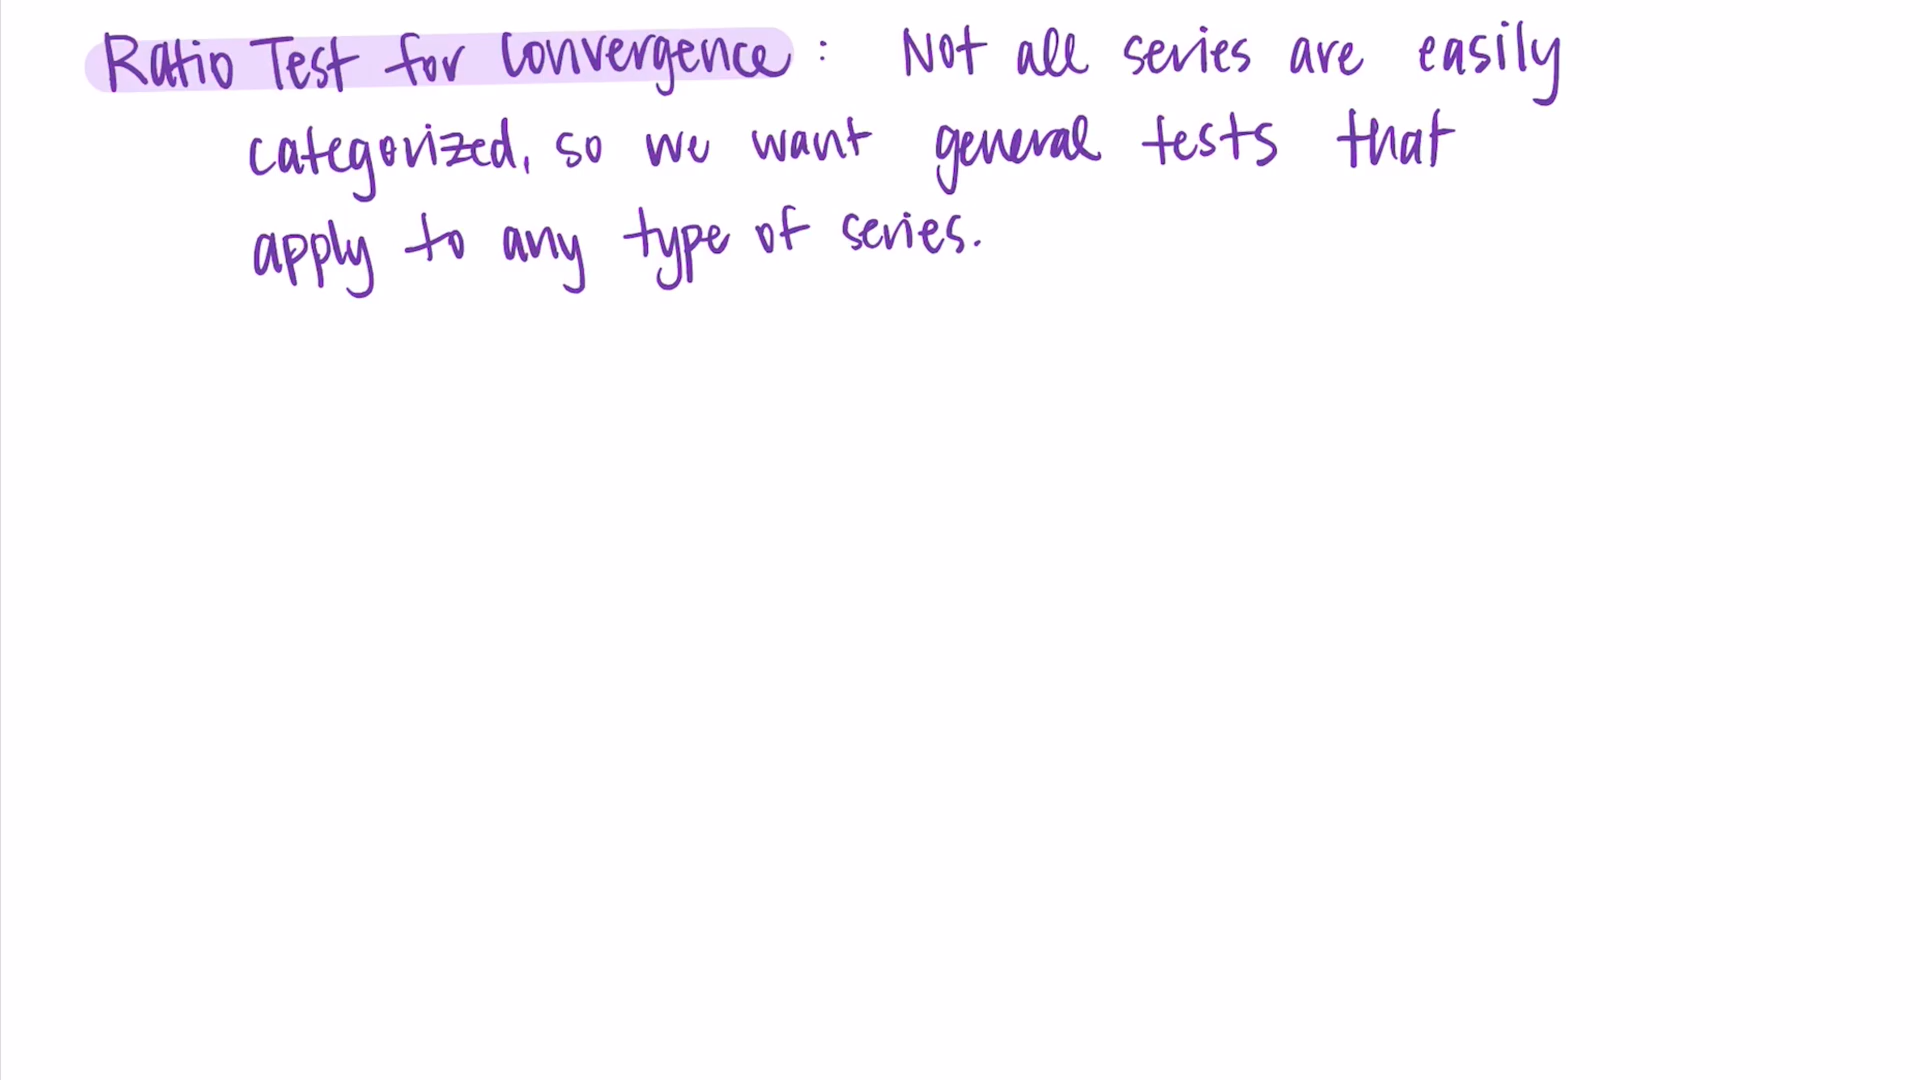 Ratio Test for Convergence : Not all series are easily
categorized, so we want general tests that
apply to any type of series.